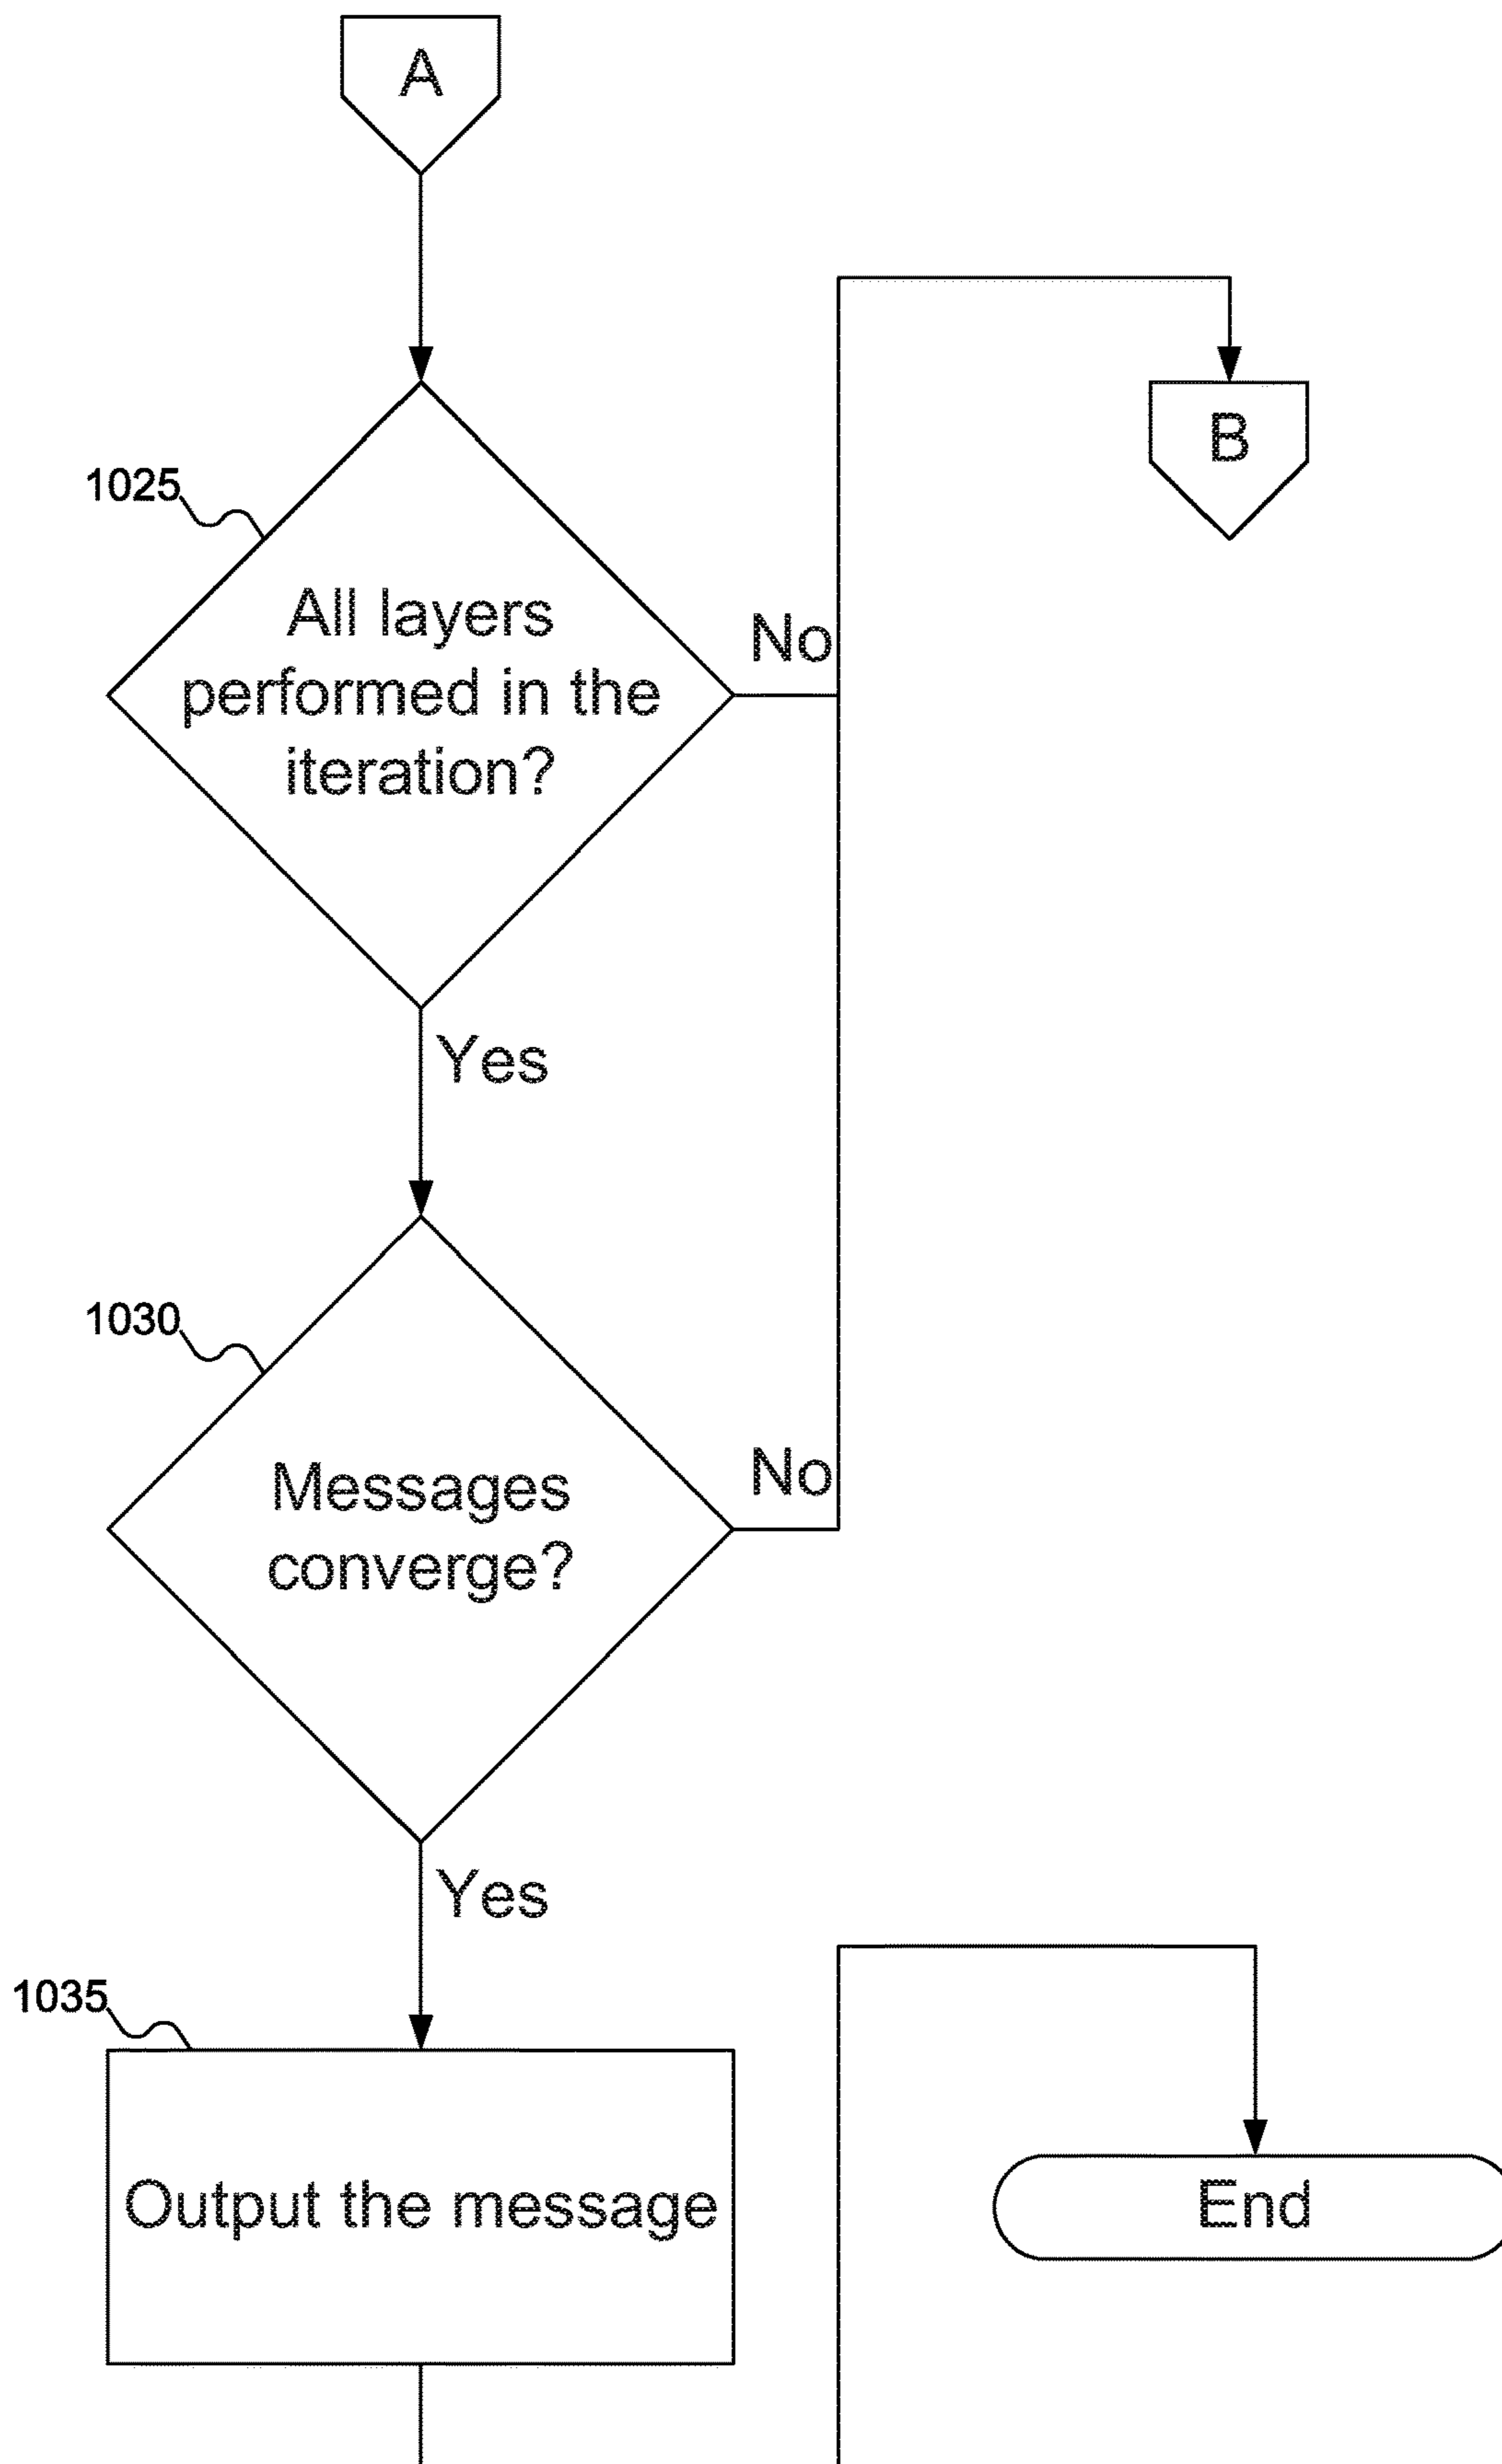 A
B
1025
All layers
performed in the
iteration?
No
Yes
1030
Messages
converge?
No
Yes
1035
Output the message
End